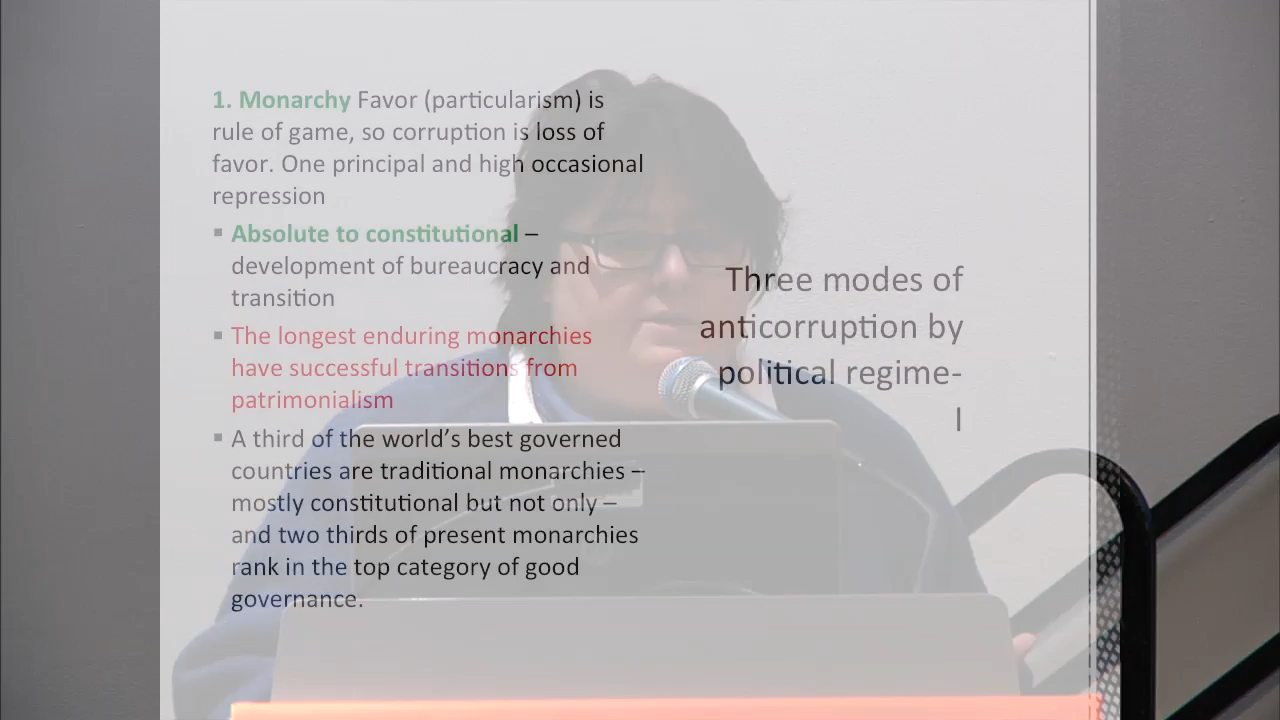 1. Monarchy Favor (particularism) is
rule of game, so corruption is loss of
favor. One principal and high occasional
repression
▪ Absolute to constitutional –
development of bureaucracy and
transition
▪ The longest enduring monarchies
have successful transitions from
patrimonialism
▪ A third of the world’s best governed
countries are traditional monarchies –
mostly constitutional but not only –
and two thirds of present monarchies
rank in the top category of good
governance.
Three modes of
anticorruption by
political regime-
I